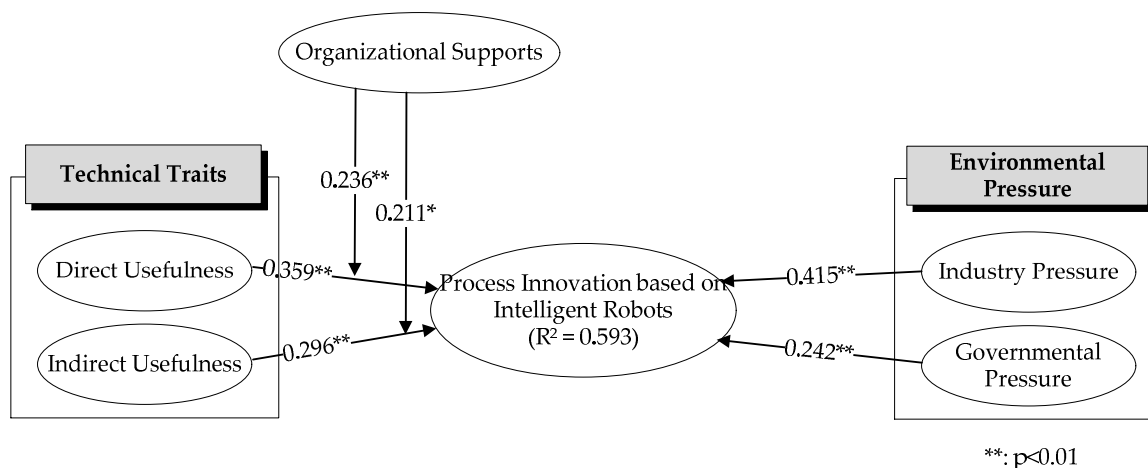 Organizational Supports
Technical Traits
0.236**
0.211*
Direct Usefulness
0.359**
Indirect Usefulness
0.296**
Process Innovation based on
Intelligent Robots
(R² = 0.593)
Environmental
Pressure
0.415**
Industry Pressure
0.242**
Governmental
Pressure
**: p<0.01